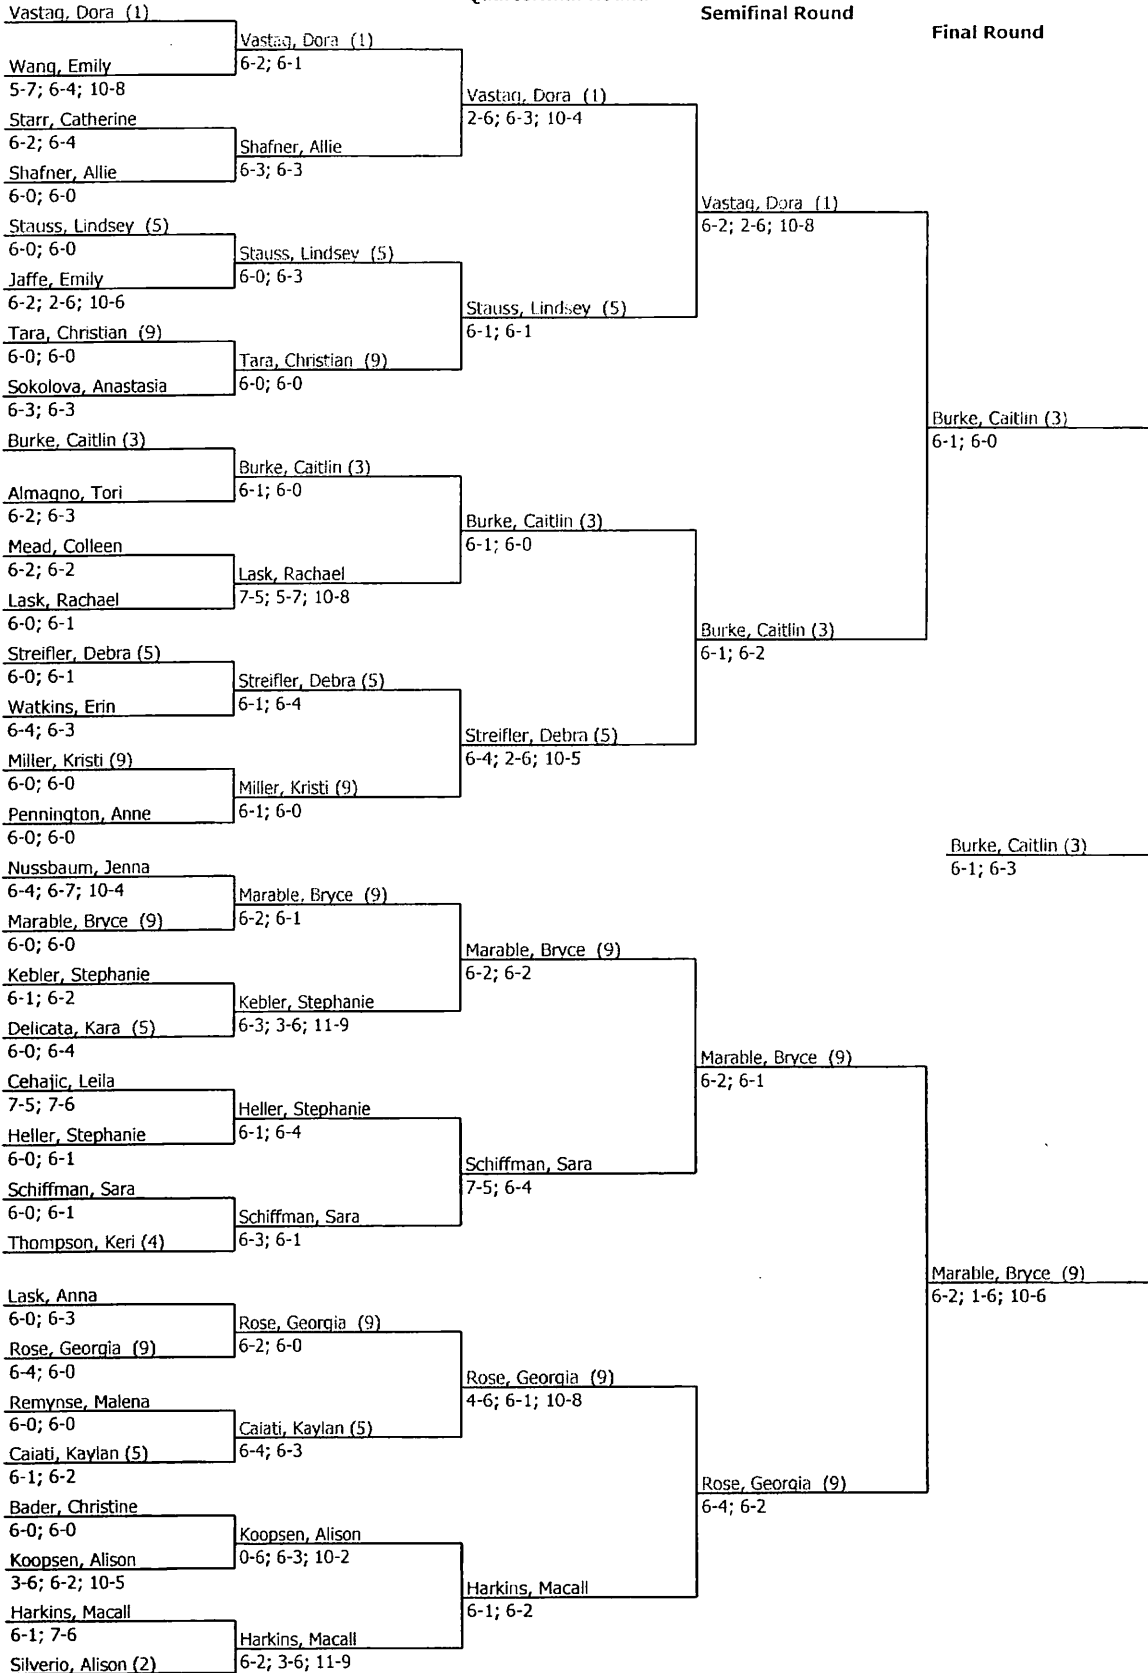 Semifinal Round
Final Round
Vastag, Dora (1)
Wang, Emily
5-7; 6-4; 10-8
Starr, Catherine
6-2; 6-4
Shafner, Allie
6-0; 6-0
Stauss, Lindsey (5)
6-0; 6-0
Jaffe, Emily
6-2; 2-6; 10-6
Tara, Christian (9)
6-0; 6-0
Sokolova, Anastasia
6-3; 6-3
Burke, Caitlin (3)
Almagno, Tori
6-2; 6-3
Mead, Colleen
6-2; 6-2
Lask, Rachael
6-0; 6-1
Streifler, Debra (5)
6-0; 6-1
Watkins, Erin
6-4; 6-3
Miller, Kristi (9)
6-0; 6-0
Pennington, Anne
6-0; 6-0
Nussbaum, Jenna
6-4; 6-7; 10-4
Marable, Bryce (9)
6-0; 6-0
Kebler, Stephanie
6-1; 6-2
Delicata, Kara (5)
6-0; 6-4
Cehajic, Leila
7-5; 7-6
Heller, Stephanie
6-0; 6-1
Schiffman, Sara
6-0; 6-1
Thompson, Keri (4)
Lask, Anna
6-0; 6-3
Rose, Georgia (9)
6-4; 6-0
Remynse, Malena
6-0; 6-0
Caiati, Kaylan (5)
6-1; 6-2
Bader, Christine
6-0; 6-0
Koopsen, Alison
3-6; 6-2; 10-5
Harkins, Macall
6-1; 7-6
Silverio, Alison (2)
Vastag, Dora (1)
6-2; 6-1
Shafner, Allie
6-3; 6-3
Stauss, Lindsey (5)
6-0; 6-3
Tara, Christian (9)
6-0; 6-0
Burke, Caitlin (3)
6-1; 6-0
Lask, Rachael
7-5; 5-7; 10-8
Streifler, Debra (5)
6-1; 6-4
Miller, Kristi (9)
6-1; 6-0
Marable, Bryce (9)
6-2; 6-1
Kebler, Stephanie
6-3; 3-6; 11-9
Heller, Stephanie
6-1; 6-4
Schiffman, Sara
6-3; 6-1
Rose, Georgia (9)
6-2; 6-0
Caiati, Kaylan (5)
6-4; 6-3
Koopsen, Alison
0-6; 6-3; 10-2
Harkins, Macall
6-2; 3-6; 11-9
Vastag, Dora (1)
2-6; 6-3; 10-4
Stauss, Lindsey (5)
6-1; 6-1
Burke, Caitlin (3)
6-1; 6-0
Streifler, Debra (5)
6-4; 2-6; 10-5
Marable, Bryce (9)
6-2; 6-2
Schiffman, Sara
7-5; 6-4
Rose, Georgia (9)
4-6; 6-1; 10-8
Harkins, Macall
6-1; 6-2
Vastag, Dora (1)
6-2; 2-6; 10-8
Burke, Caitlin (3)
6-1; 6-2
Marable, Bryce (9)
6-2; 6-1
Rose, Georgia (9)
6-4; 6-2
Burke, Caitlin (3)
6-1; 6-0
Marable, Bryce (9)
6-2; 1-6; 10-6
Burke, Caitlin (3)
6-1; 6-3